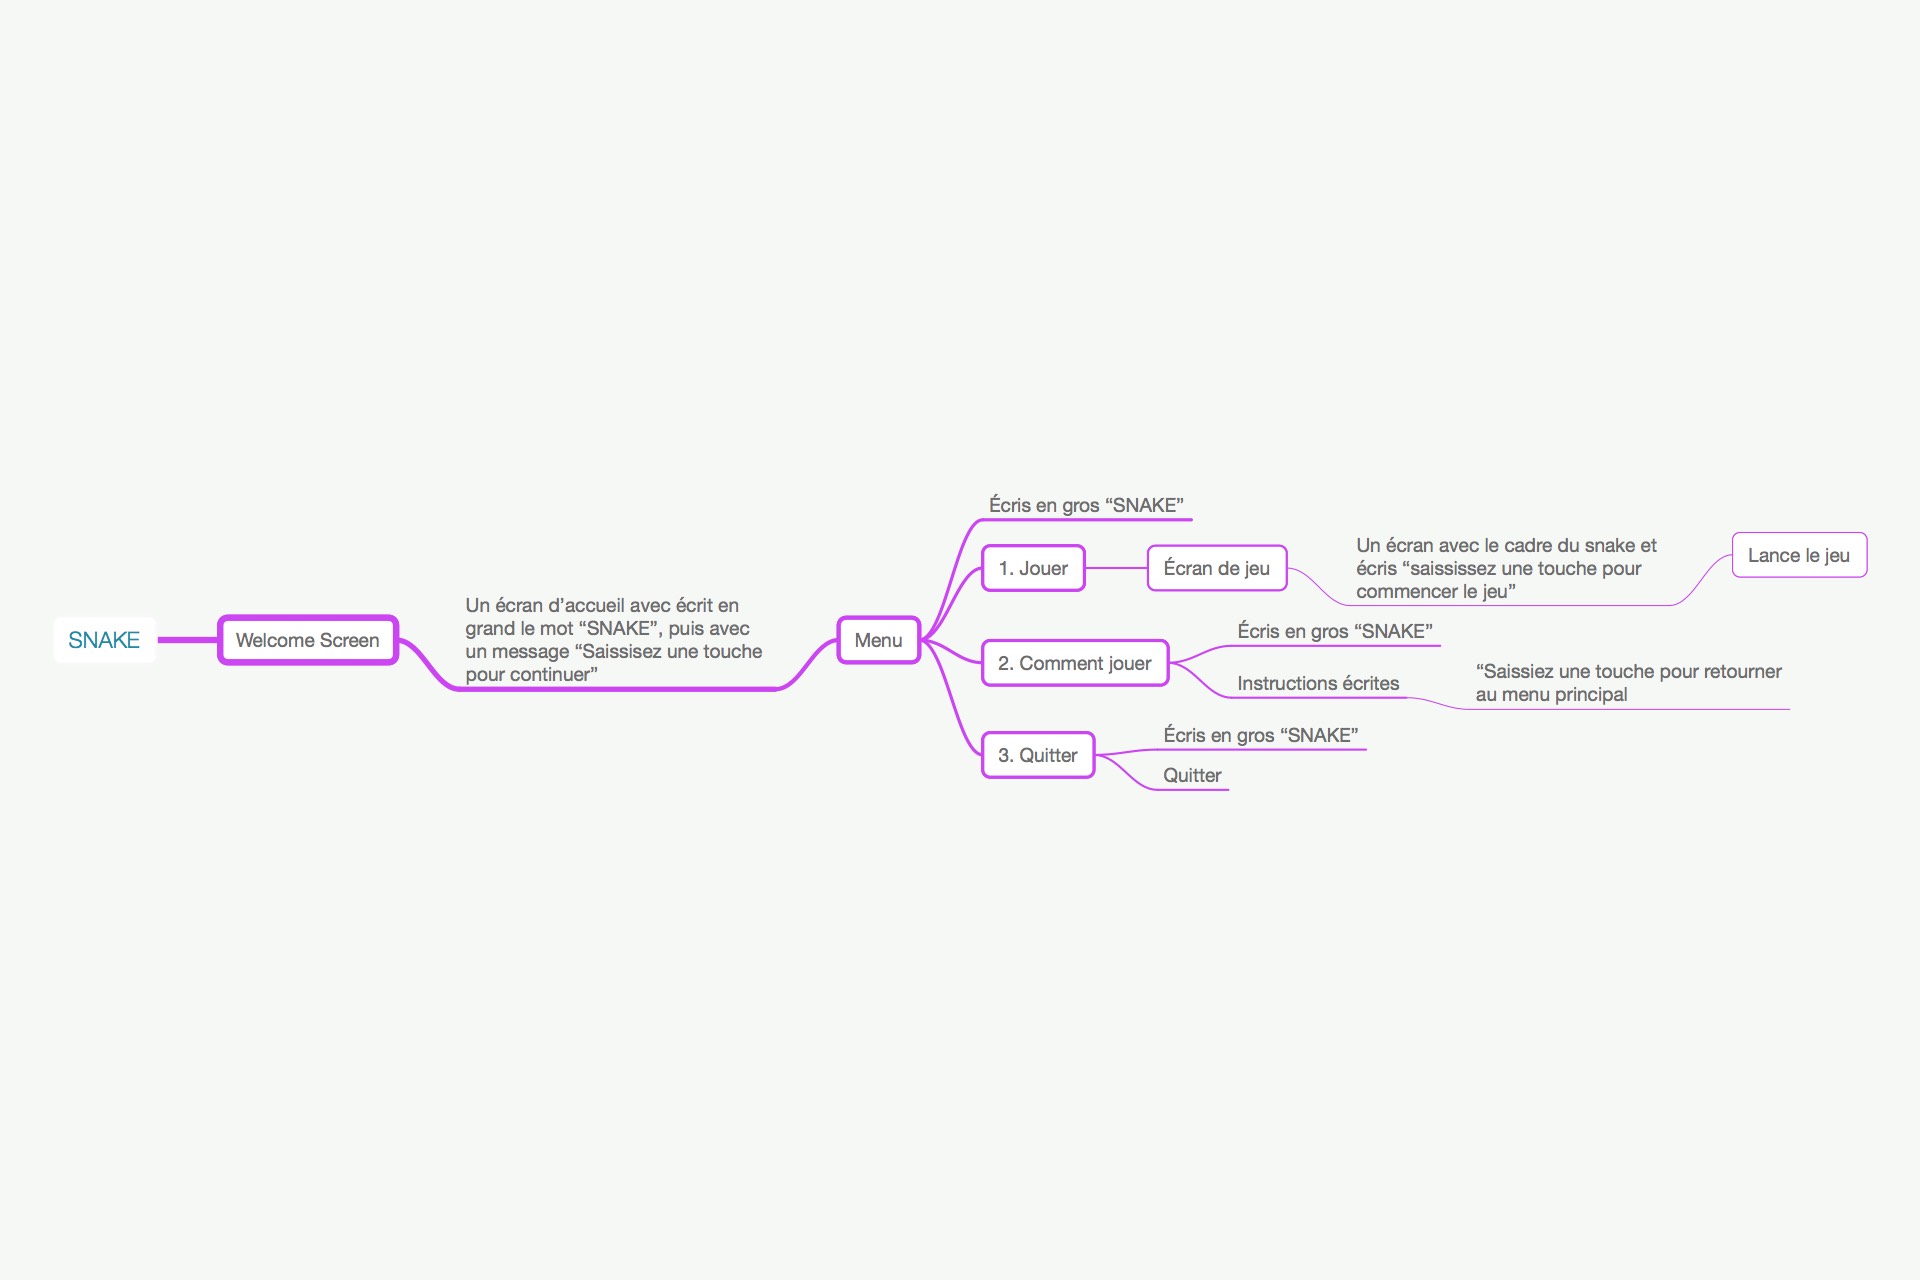 SNAKE
Welcome Screen
Un écran d’accueil avec écrit en
grand le mot “SNAKE”, puis avec
un message “Saissisez une touche
pour continuer”
Menu
Écris en gros “SNAKE”
1. Jouer
Écran de jeu
Un écran avec le cadre du snake et
écris “saississez une touche pour
commencer le jeu”
Lance le jeu
2. Comment jouer
Écris en gros “SNAKE”
Instructions écrites
“Saissiez une touche pour retourner
au menu principal
3. Quitter
Écris en gros “SNAKE”
Quitter